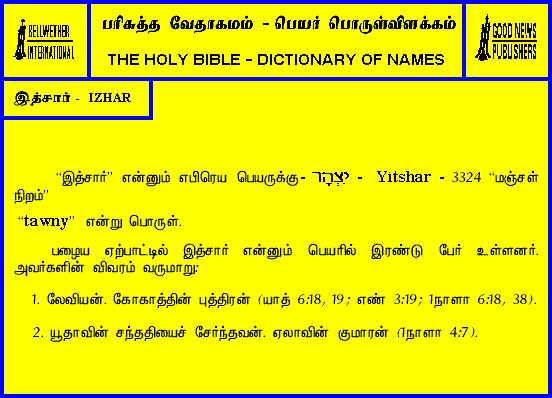 BELLWETHER
INTERNATIONAL
பரிசுத்த வேதாகமம் - பெயர் பொருள்விளக்கம்
THE HOLY BIBLE - DICTIONARY OF NAMES
GOOD NEWS
PUBLISHERS
இத்சார் - IZHAR
“இத்சார்” என்னும் எபிரெய பெயருக்கு - יִצְהָר - Yitshar - 3324 “மஞ்சள்
நிறம்”
“tawny” என்று பொருள்.
பழைய ஏற்பாட்டில் இத்சார் என்னும் பெயரில் இரண்டு பேர் உள்ளனர்.
அவர்களின் விவரம் வருமாறு:
1. லேவியன். கோகாத்தின் புத்திரன் (யாத் 6:18, 19; எண் 3:19; 1நாளா 6:18, 38).
2. யூதாவின் சந்ததியைச் சேர்ந்தவன். ஏலாவின் குமாரன் (1நாளா 4:7).